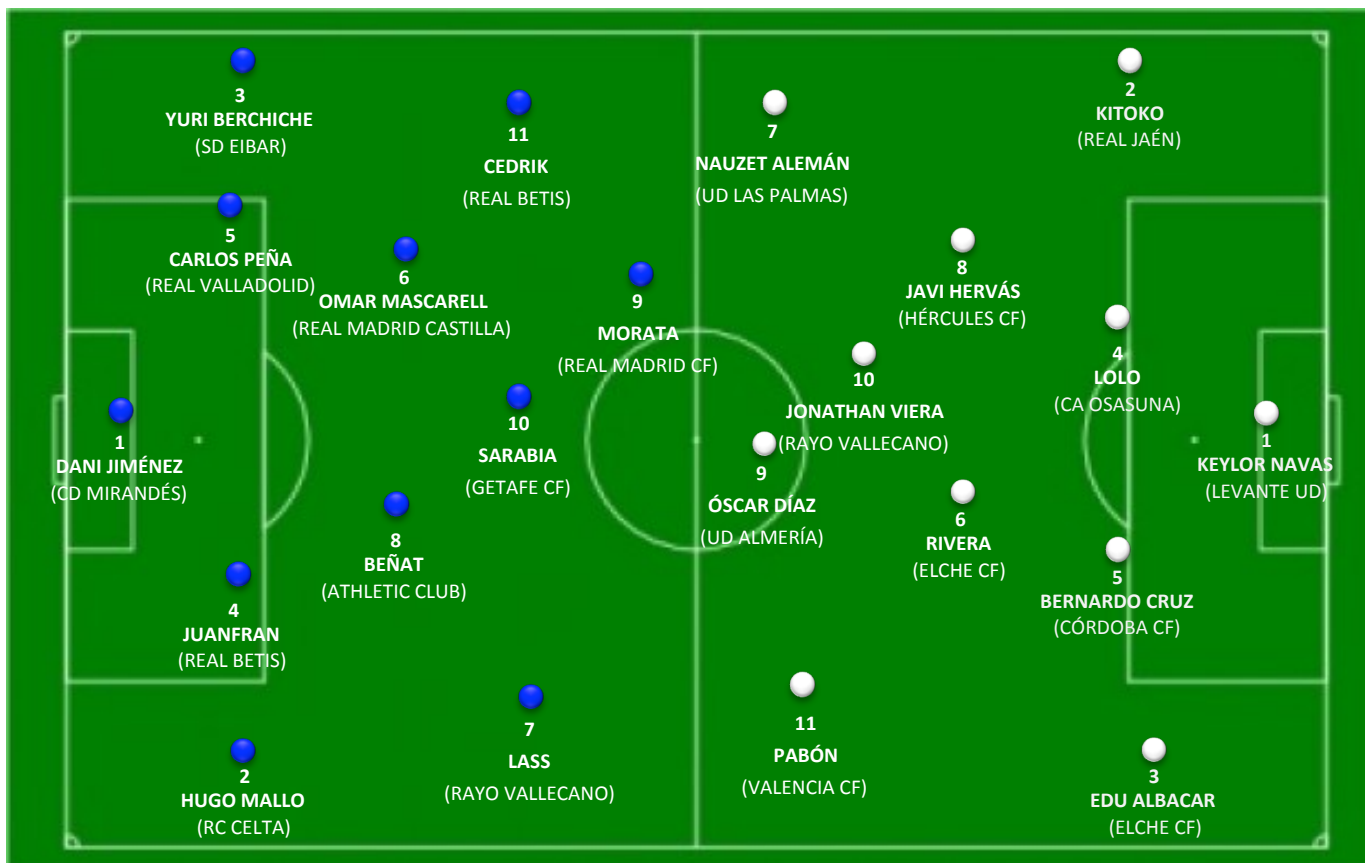 3
YURI BERCHICHE
(SD EIBAR)
11
CEDRIK
(REAL BETIS)
7
NAUZET ALEMÁN
(UD LAS PALMAS)
2
KITOKO
(REAL JAÉN)
5
CARLOS PEÑA
(REAL VALLADOLID)
6
OMAR MASCARELL
(REAL MADRID CASTILLA)
9
MORATA
(REAL MADRID CF)
8
JAVI HERVÁS
(HÉRCULES CF)
4
LOLO
(CA OSASUNA)
10
JONATHAN VIERA
(RAYO VALLECANO)
1
DANI JIMÉNEZ
(CD MIRANDÉS)
10
SARABIA
(GETAFE CF)
9
ÓSCAR DÍAZ
(UD ALMERÍA)
1
KEYLOR NAVAS
(LEVANTE UD)
8
BEÑAT
(ATHLETIC CLUB)
6
RIVERA
(ELCHE CF)
5
BERNARDO CRUZ
(CÓRDOBA CF)
4
JUANFRAN
(REAL BETIS)
7
LASS
(RAYO VALLECANO)
11
PABÓN
(VALENCIA CF)
2
HUGO MALLO
(RC CELTA)
3
EDU ALBACAR
(ELCHE CF)